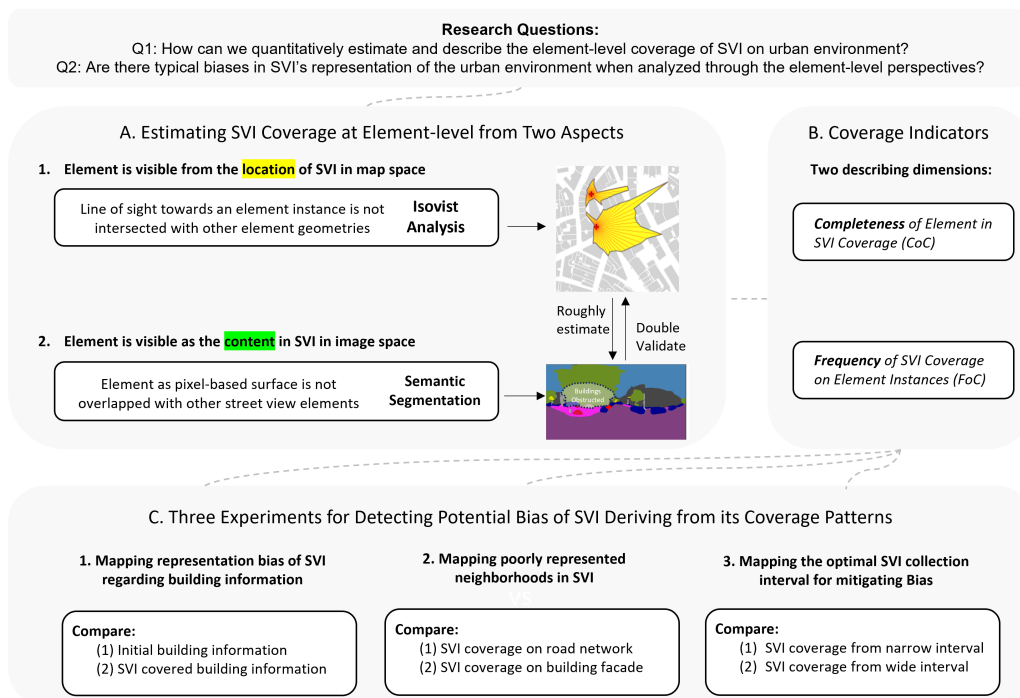 Research Questions:
Q1: How can we quantitatively estimate and describe the element-level coverage of SVI on urban environment?
Q2: Are there typical biases in SVI's representation of the urban environment when analyzed through the element-level perspectives?
A. Estimating SVI Coverage at Element-level from Two Aspects
1. Element is visible from the location of SVI in map space
Line of sight towards an element instance is not
intersected with other element geometries
Isovist
Analysis
Roughly
estimate
Double
Validate
2. Element is visible as the content in SVI in image space
Element as pixel-based surface is not
overlapped with other street view elements
Semantic
Segmentation
Buildings
Obstructed
B. Coverage Indicators
Two describing dimensions:
Completeness of Element in
SVI Coverage (CoC)
Frequency of SVI Coverage
on Element Instances (FoC)
C. Three Experiments for Detecting Potential Bias of SVI Deriving from its Coverage Patterns
1. Mapping representation bias of SVI
regarding building information
Compare:
(1) Initial building information
(2) SVI covered building information
2. Mapping poorly represented
neighborhoods in SVI
VS
Compare:
(1) SVI coverage on road network
(2) SVI coverage on building facade
3. Mapping the optimal SVI collection
interval for mitigating Bias
Compare:
(1) SVI coverage from narrow interval
(2) SVI coverage from wide interval